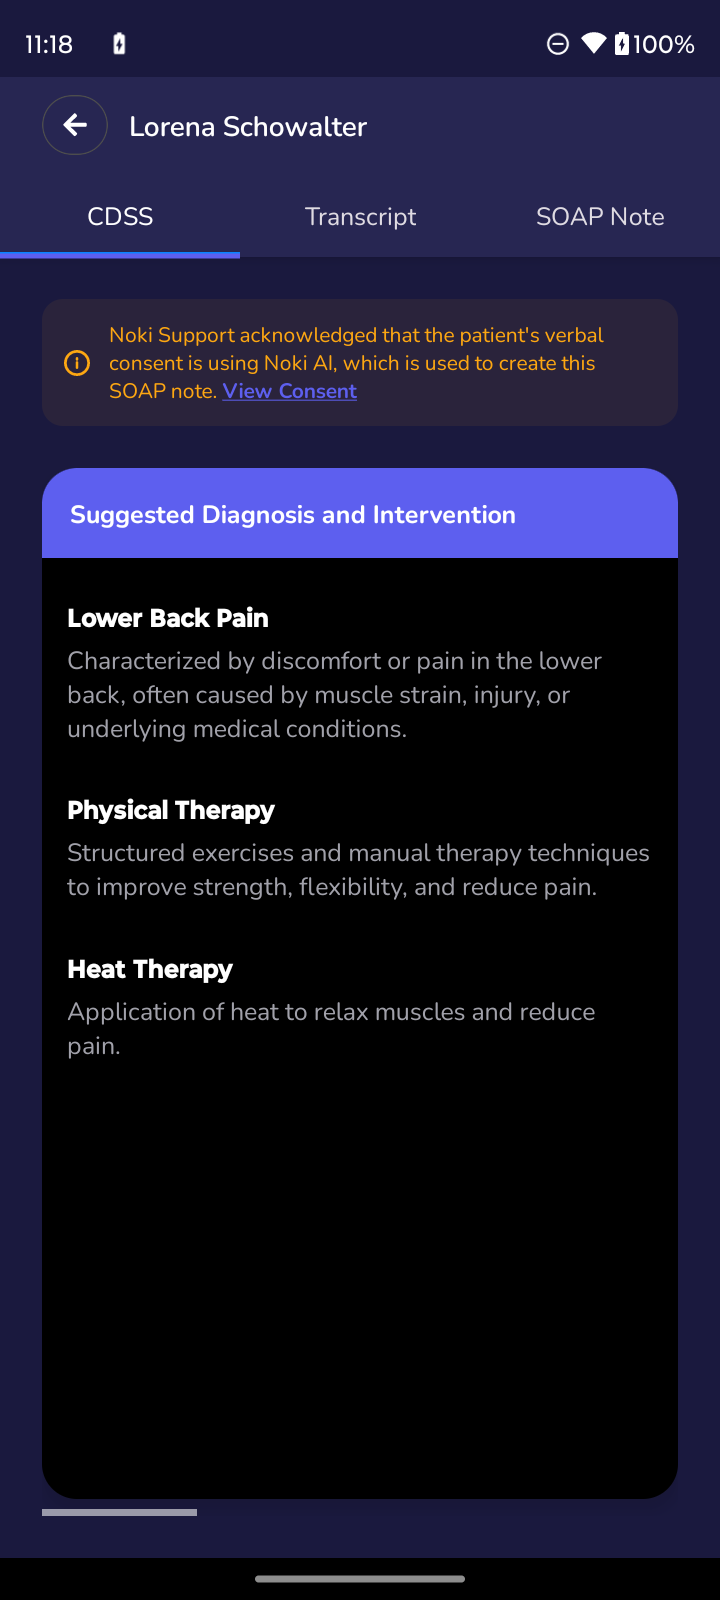 11:18
100%
Lorena Schowalter
CDSS Transcript SOAP Note
Noki Support acknowledged that the patient's verbal
consent is using Noki AI, which is used to create this
SOAP note. View Consent
Suggested Diagnosis and Intervention
Lower Back Pain
Characterized by discomfort or pain in the lower
back, often caused by muscle strain, injury, or
underlying medical conditions.
Physical Therapy
Structured exercises and manual therapy techniques
to improve strength, flexibility, and reduce pain.
Heat Therapy
Application of heat to relax muscles and reduce
pain.